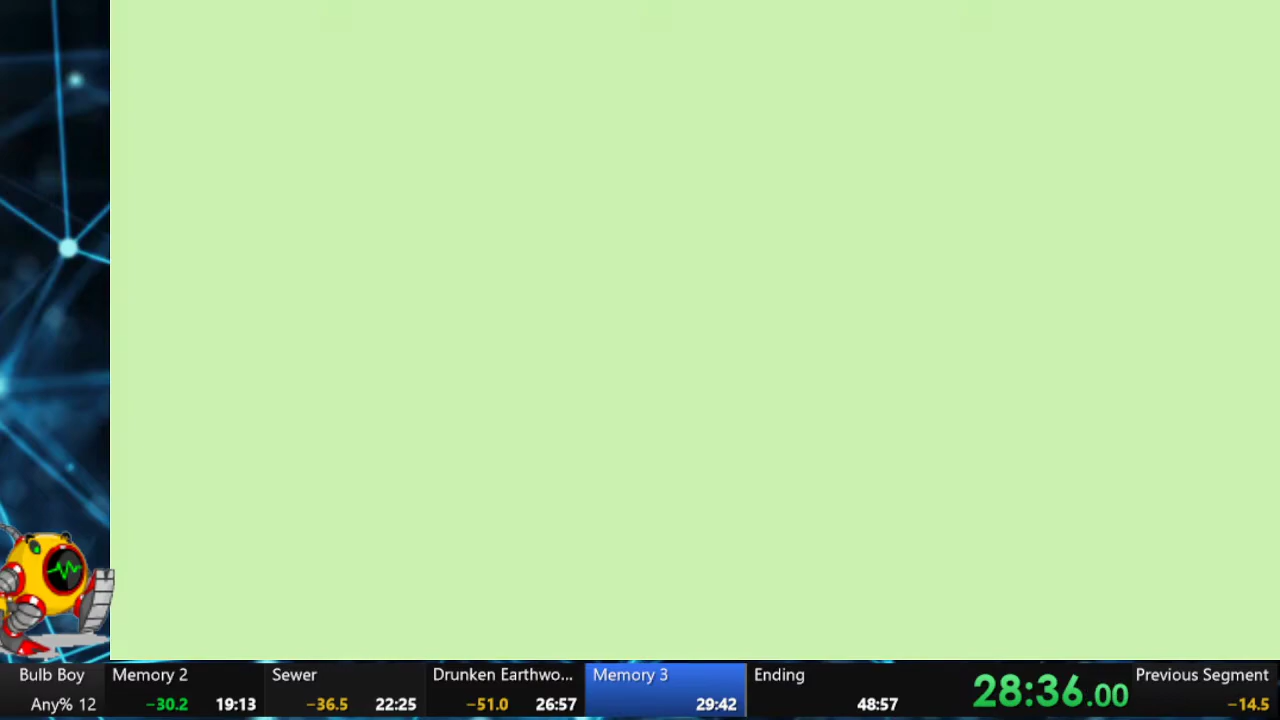 Bulb Boy Memory 2 Sewer Drunken Earthwo... Memory 3 Ending 28:36.00 Previous Segment
Any% 12 −30.2 19:13 −36.5 22:25 −51.0 26:57 29:42 48:57 −14.5